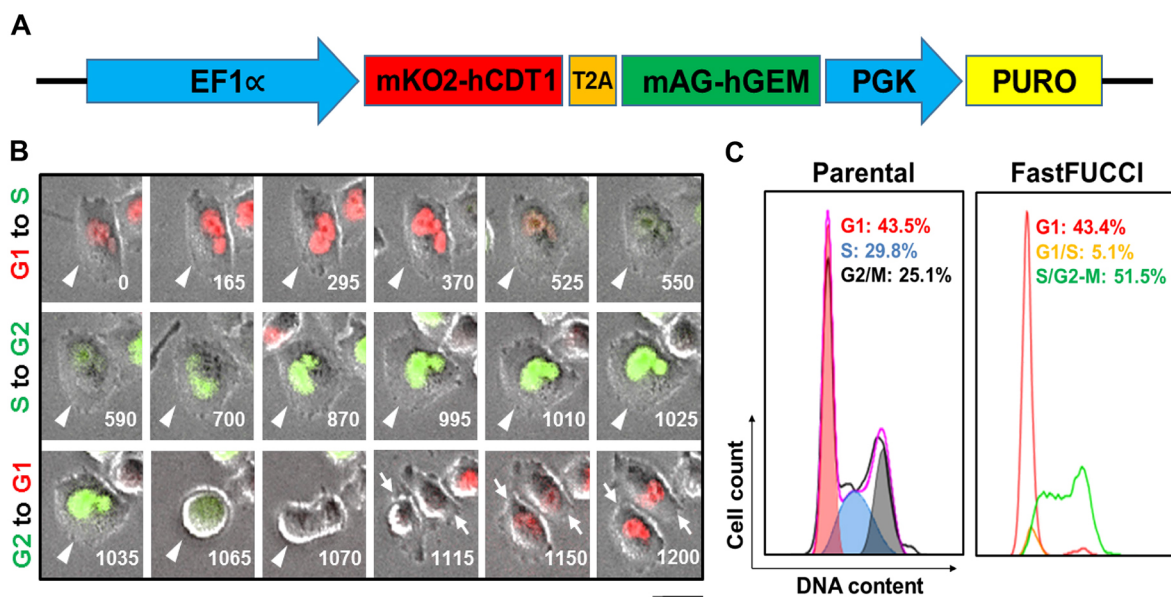 A
EF1∝
mKO2-hCDT1
T2A
mAG-hGEM
PGK
PURO
B
G1 to S
0
165
295
370
525
550
S to G2
590
700
870
995
1010
1025
G2 to G1
1035
1065
1070
1115
1150
1200
C
Parental
G1: 43.5%
S: 29.8%
G2/M: 25.1%
FastFUCCI
G1: 43.4%
G1/S: 5.1%
S/G2-M: 51.5%
Cell count
DNA content